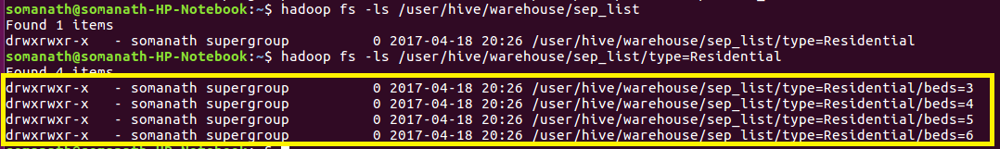 somanath@somanath-HP-Notebook:~$ hadoop fs -ls /user/hive/warehouse/sep_list
Found 1 items
drwxrwxr-x   - somanath supergroup          0 2017-04-18 20:26 /user/hive/warehouse/sep_list/type=Residential
somanath@somanath-HP-Notebook:~$ hadoop fs -ls /user/hive/warehouse/sep_list/type=Residential
Found 4 items
drwxrwxr-x   - somanath supergroup          0 2017-04-18 20:26 /user/hive/warehouse/sep_list/type=Residential/beds=3
drwxrwxr-x   - somanath supergroup          0 2017-04-18 20:26 /user/hive/warehouse/sep_list/type=Residential/beds=4
drwxrwxr-x   - somanath supergroup          0 2017-04-18 20:26 /user/hive/warehouse/sep_list/type=Residential/beds=5
drwxrwxr-x   - somanath supergroup          0 2017-04-18 20:26 /user/hive/warehouse/sep_list/type=Residential/beds=6